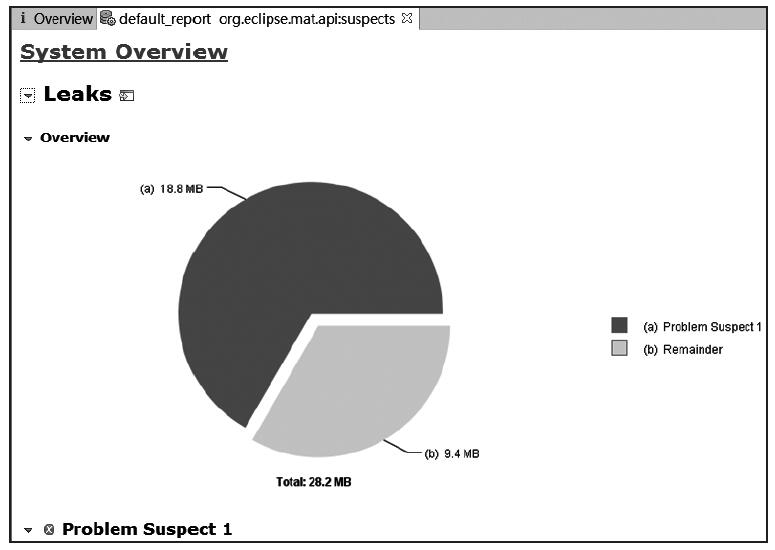 i Overview default_report org.eclipse.mat.api:suspects
System Overview
Leaks
Overview
(a) 18.8 MB
(a) Problem Suspect 1
(b) Remainder
(b) 9.4 MB
Total: 28.2 MB
Problem Suspect 1